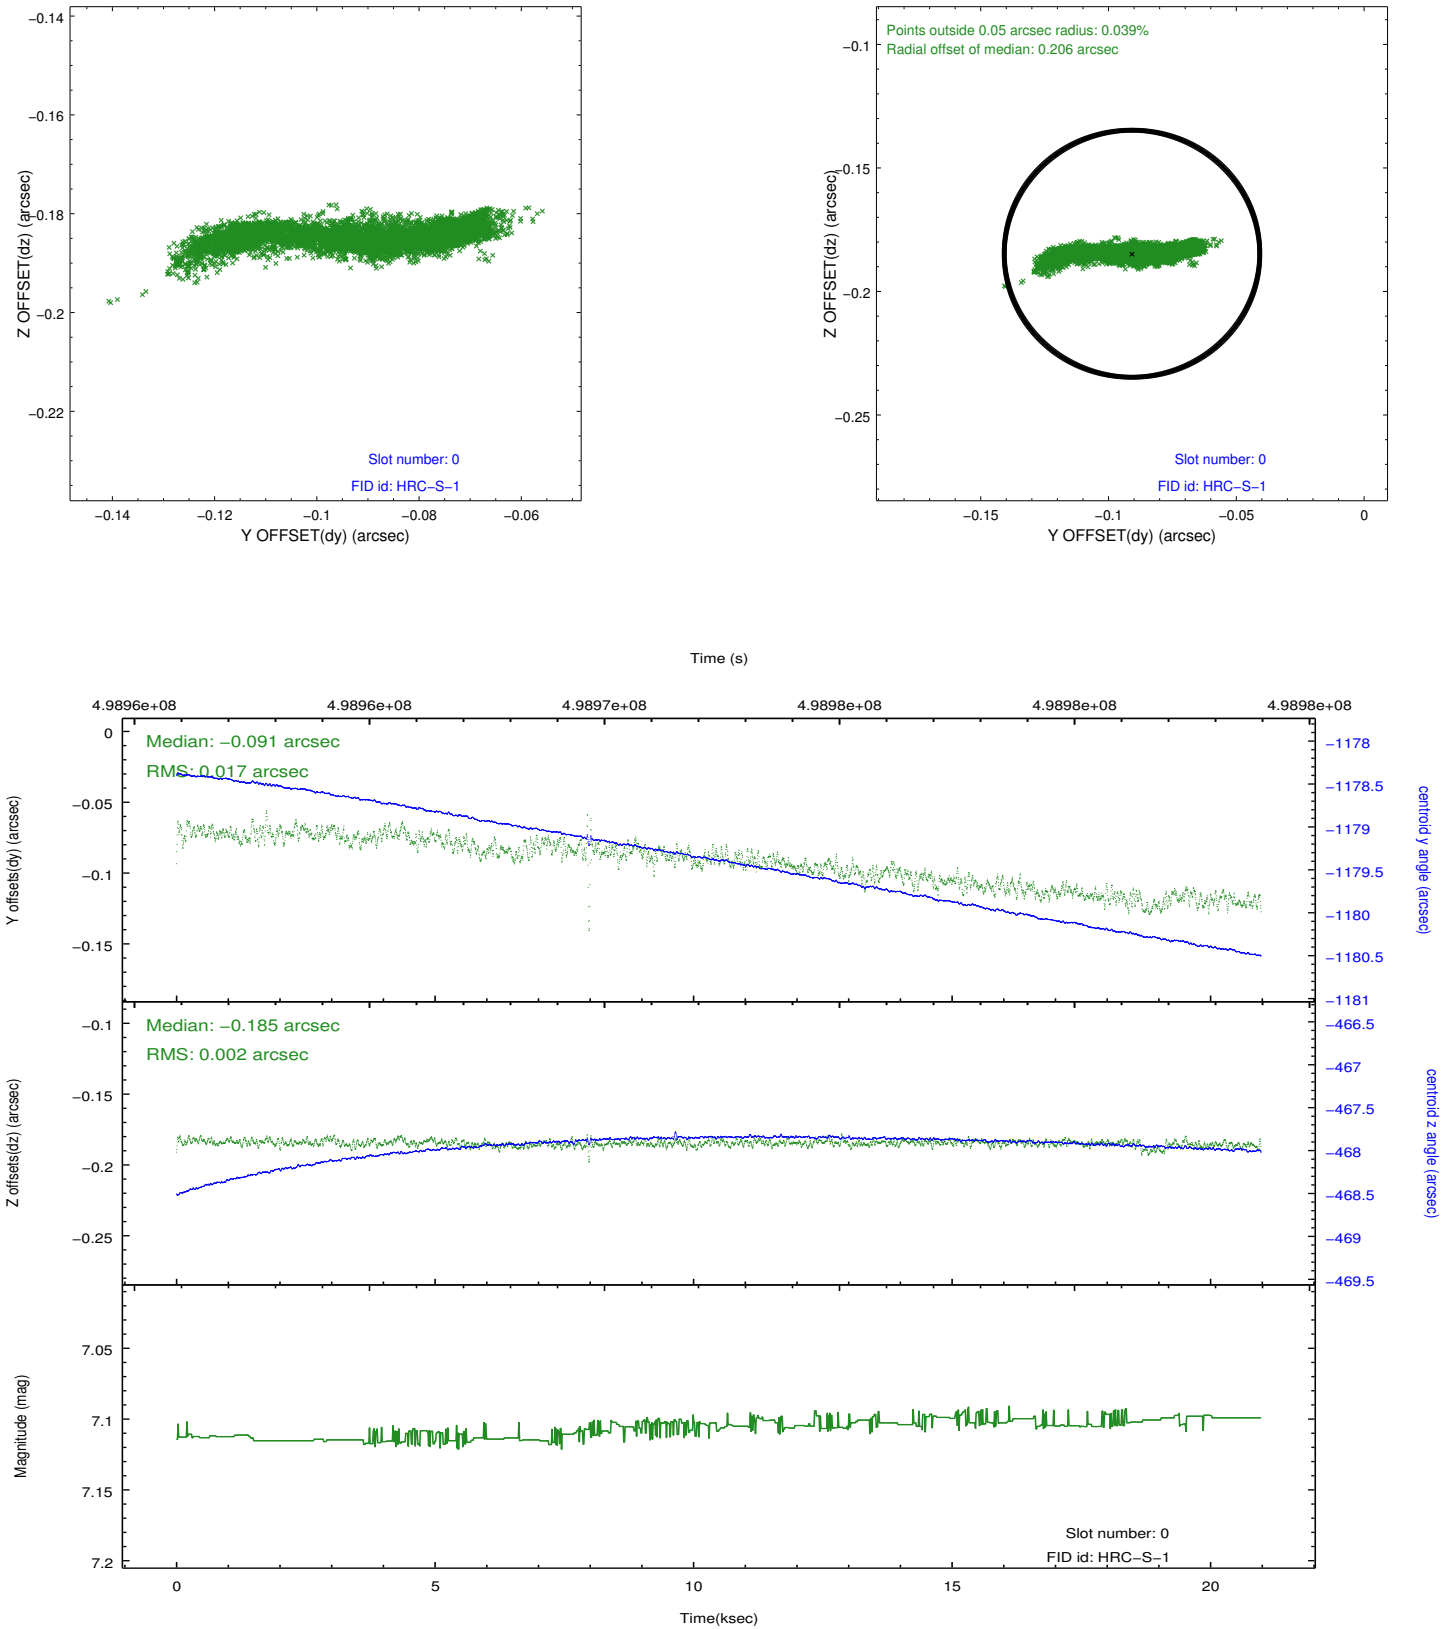 −0.14
−0.16
−0.18
−0.2
−0.22
Z OFFSET(dz) (arcsec)
Slot number: 0
FID id: HRC−S−1
−0.14
−0.12
−0.1
−0.08
−0.06
Y OFFSET(dy) (arcsec)
Points outside 0.05 arcsec radius: 0.039%
Radial offset of median: 0.206 arcsec
−0.1
−0.15
−0.2
−0.25
Z OFFSET(dz) (arcsec)
Slot number: 0
FID id: HRC−S−1
−0.15
−0.1
−0.05
0
Y OFFSET(dy) (arcsec)
Time (s)
4.9896e+08
4.9896e+08
4.9897e+08
4.9898e+08
4.9898e+08
4.9898e+08
Median: −0.091 arcsec
RMS: 0.017 arcsec
0
−0.05
−0.1
−0.15
Y offsets(dy) (arcsec)
−1178
−1178.5
−1179
−1179.5
−1180
−1180.5
−1181
centroid y angle (arcsec)
Median: −0.185 arcsec
RMS: 0.002 arcsec
−0.1
−0.15
−0.2
−0.25
Z offsets(dz) (arcsec)
−466.5
−467
−467.5
−468
−468.5
−469
−469.5
centroid z angle (arcsec)
7.05
7.1
7.15
7.2
Magnitude (mag)
Slot number: 0
FID id: HRC−S−1
0
5
10
15
20
Time(ksec)